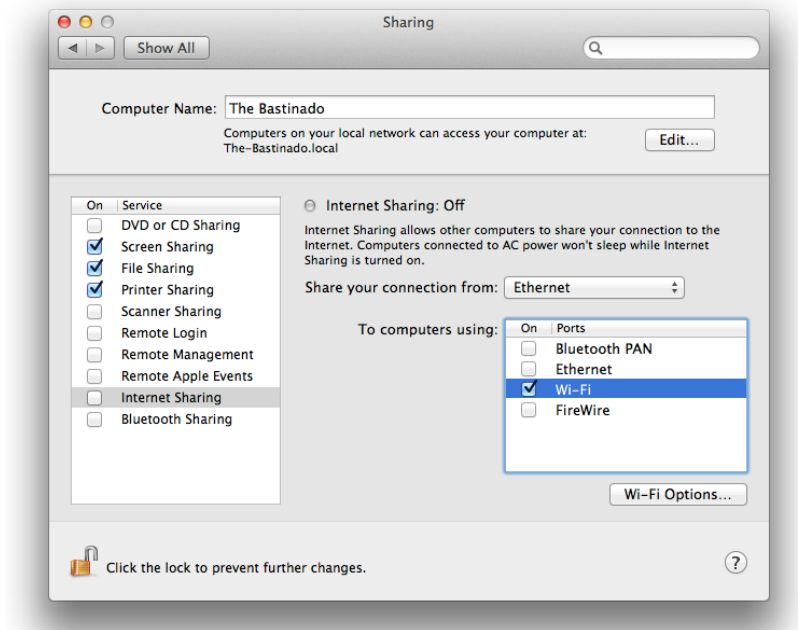 Sharing
Show All
Computer Name: The Bastinado
Computers on your local network can access your computer at:
The-Bastinado.local
Edit...
On Service
DVD or CD Sharing
Screen Sharing
File Sharing
Printer Sharing
Scanner Sharing
Remote Login
Remote Management
Remote Apple Events
Internet Sharing
Bluetooth Sharing
Internet Sharing: Off
Internet Sharing allows other computers to share your connection to the
Internet. Computers connected to AC power won't sleep while Internet
Sharing is turned on.
Share your connection from: Ethernet
To computers using:
On Ports
Bluetooth PAN
Ethernet
Wi-Fi
FireWire
Wi-Fi Options...
Click the lock to prevent further changes.
?